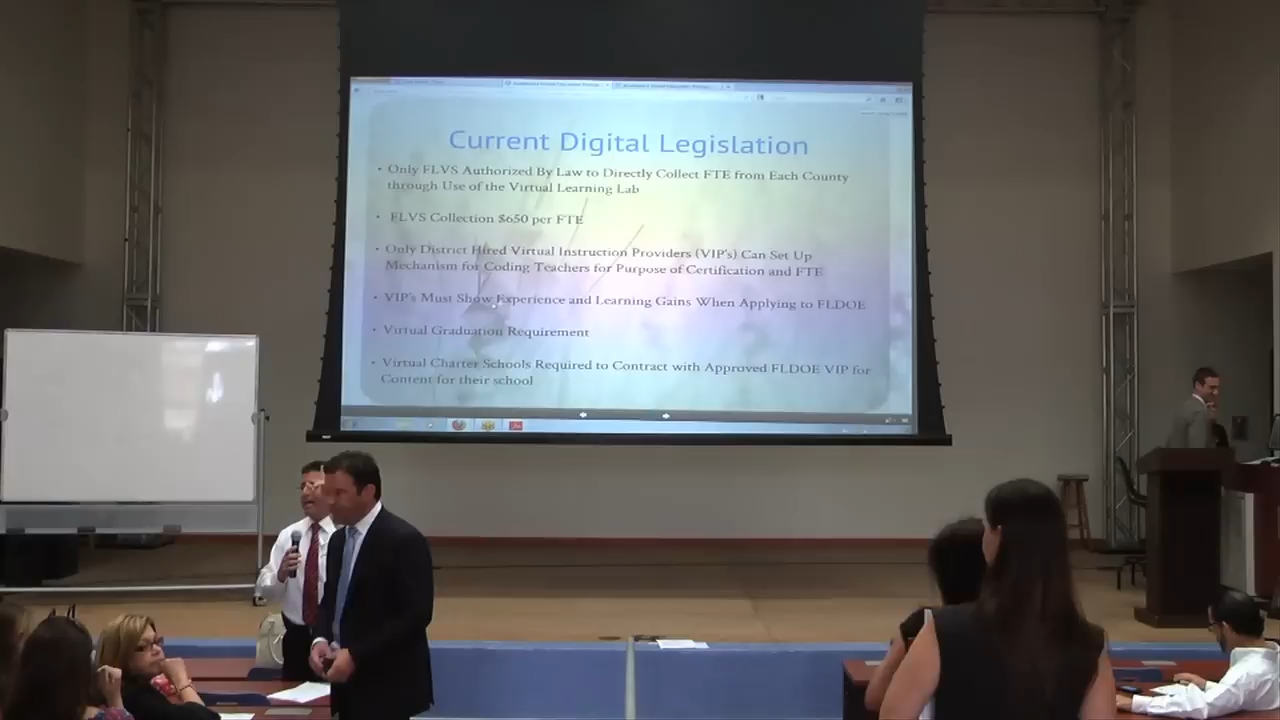 Current Digital Legislation
• Only FLVS Authorized By Law to Directly Collect FTE from Each County
through Use of the Virtual Learning Lab
• FLVS Collection $650 per FTE
• Only District Hired Virtual Instruction Providers (VIP's) Can Set Up
Mechanism for Coding Teachers for Purpose of Certification and FTE
• VIP's Must Show Experience and Learning Gains When Applying to FLDOE
• Virtual Graduation Requirement
• Virtual Charter Schools Required to Contract with Approved FLDOE VIP for
Content for their school